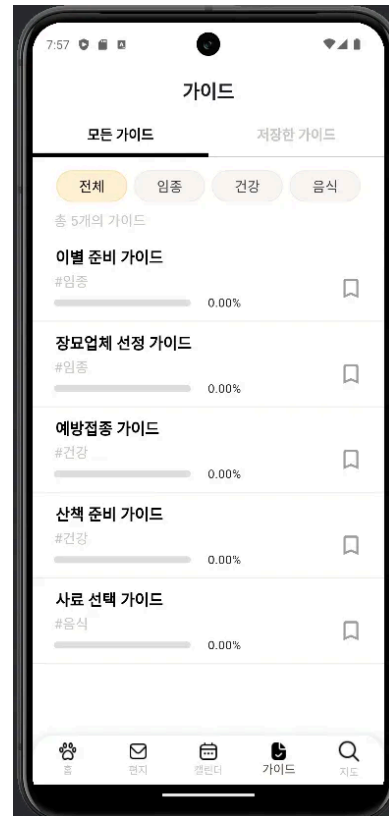 7:57
가이드
모든 가이드 저장한 가이드
전체 임종 건강 음식
총 5개의 가이드
이별 준비 가이드
#임종
0.00%
장묘업체 선정 가이드
#임종
0.00%
예방접종 가이드
#건강
0.00%
산책 준비 가이드
#건강
0.00%
사료 선택 가이드
#음식
0.00%
홈 편지 캘린더 가이드 지도